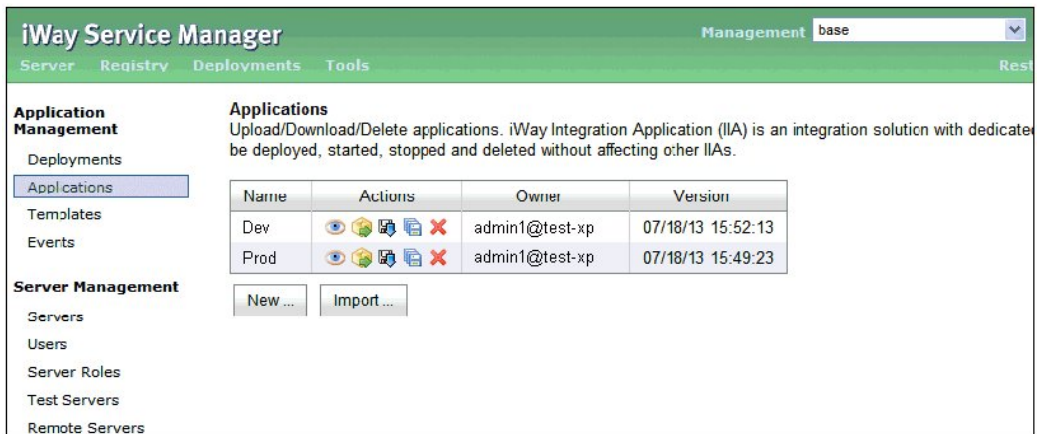 iWay Service Manager
Management base
Server Registry Deployments Tools
Rest
Application Management
Deployments
Applications
Templates
Events
Server Management
Servers
Users
Server Roles
Test Servers
Remote Servers
Applications
Upload/Download/Delete applications. iWay Integration Application (IIA) is an integration solution with dedicated
be deployed, started, stopped and deleted without affecting other IIAs.
Name Actions Owner Version
Dev admin1@test-xp 07/18/13 15:52:13
Prod admin1@test-xp 07/18/13 15:49:23
New ... Import ...